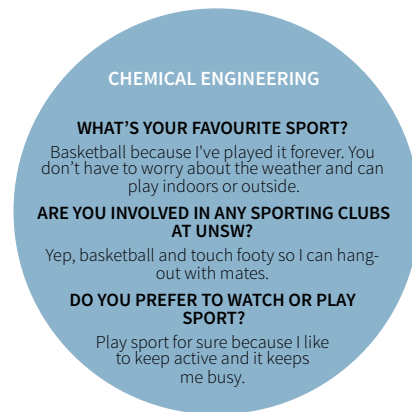 CHEMICAL ENGINEERING
WHAT’S YOUR FAVOURITE SPORT?
Basketball because I've played it forever. You
don’t have to worry about the weather and can
play indoors or outside.
ARE YOU INVOLVED IN ANY SPORTING CLUBS
AT UNSW?
Yep, basketball and touch footy so I can hang-
out with mates.
DO YOU PREFER TO WATCH OR PLAY
SPORT?
Play sport for sure because I like
to keep active and it keeps
me busy.